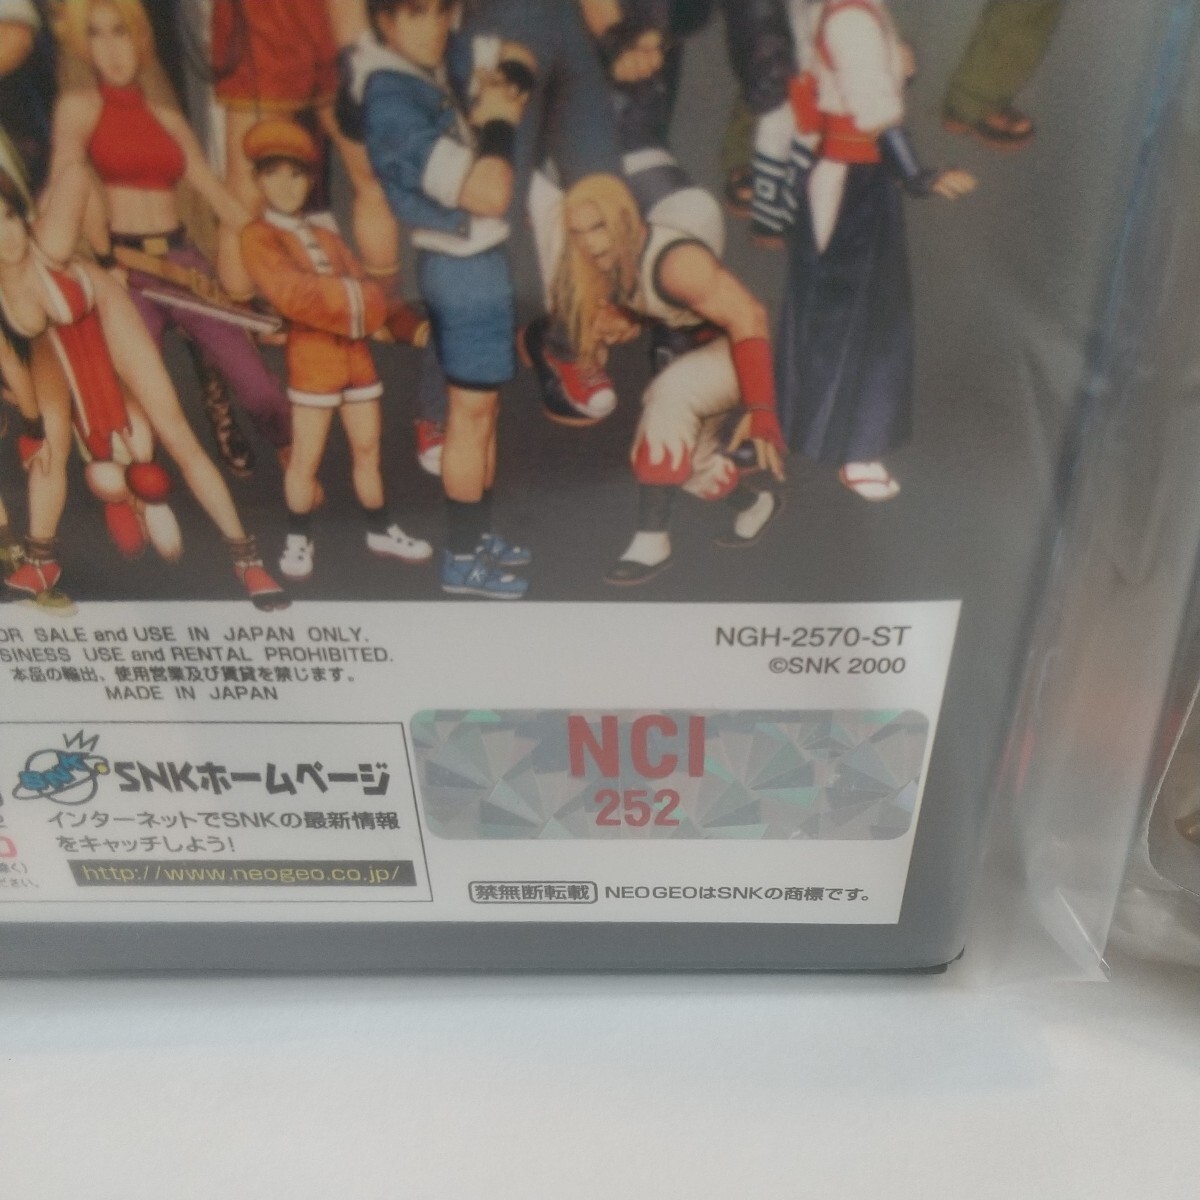 SALE and USE IN JAPAN ONLY.
USE and RENTAL PROHIBITED.
本品の輸出、使用営業及び賃貸を禁じます。
MADE IN JAPAN
NGH-2570-ST
©SNK 2000
SNK
SNKホームページ
インターネットでSNKの最新情報
をキャッチしよう!
http://www.neogeo.co.jp/
NCI
252
禁無断転載 NEOGEOはSNKの商標です。